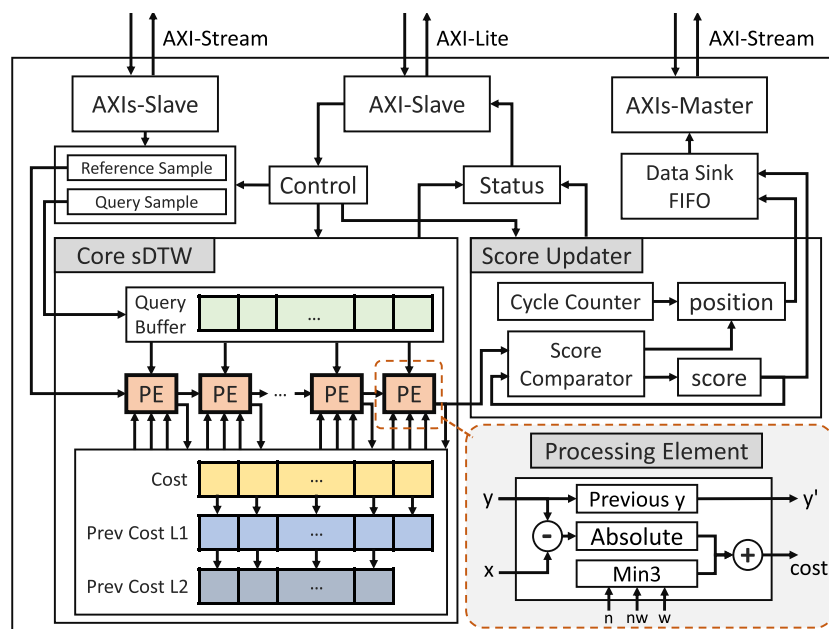 AXI-Stream
AXI-Lite
AXI-Stream
AXIs-Slave
AXI-Slave
AXIs-Master
Reference Sample
Query Sample
Control
Status
Data Sink
FIFO
Core sDTW
Score Updater
Query
Buffer
...
Cycle Counter
position
Score
Comparator
score
PE
PE
...
PE
PE
Cost
...
Prev Cost L1
...
Prev Cost L2
...
Processing Element
y
Previous y
y'
-
Absolute
+
x
Min3
cost
n
nw
w